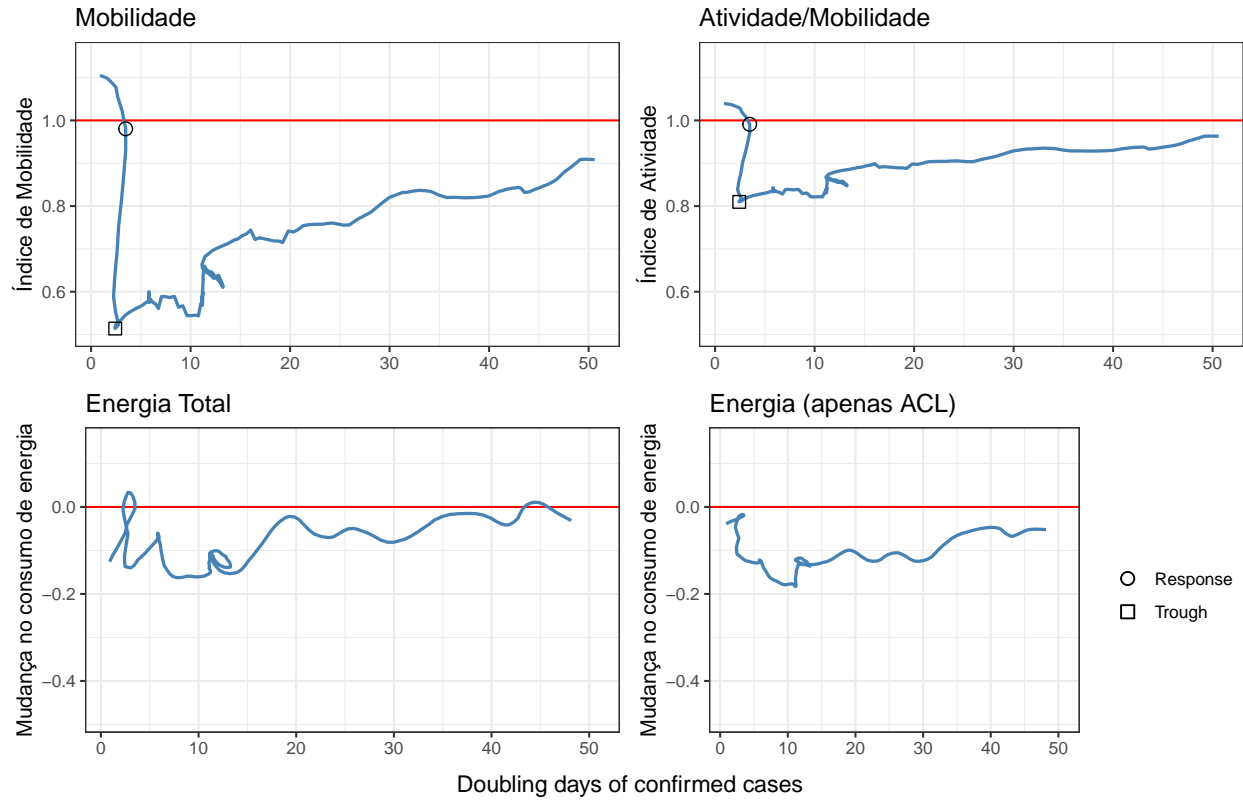 Mobilidade
Índice de Mobilidade
1.0
0.8
0.6
0 10 20 30 40 50
Atividade/Mobilidade
Índice de Atividade
1.0
0.8
0.6
0 10 20 30 40 50
Energia Total
Mudança no consumo de energia
0.0
−0.2
−0.4
0 10 20 30 40 50
Energia (apenas ACL)
Mudança no consumo de energia
0.0
−0.2
−0.4
0 10 20 30 40 50
Response
Trough
Doubling days of confirmed cases